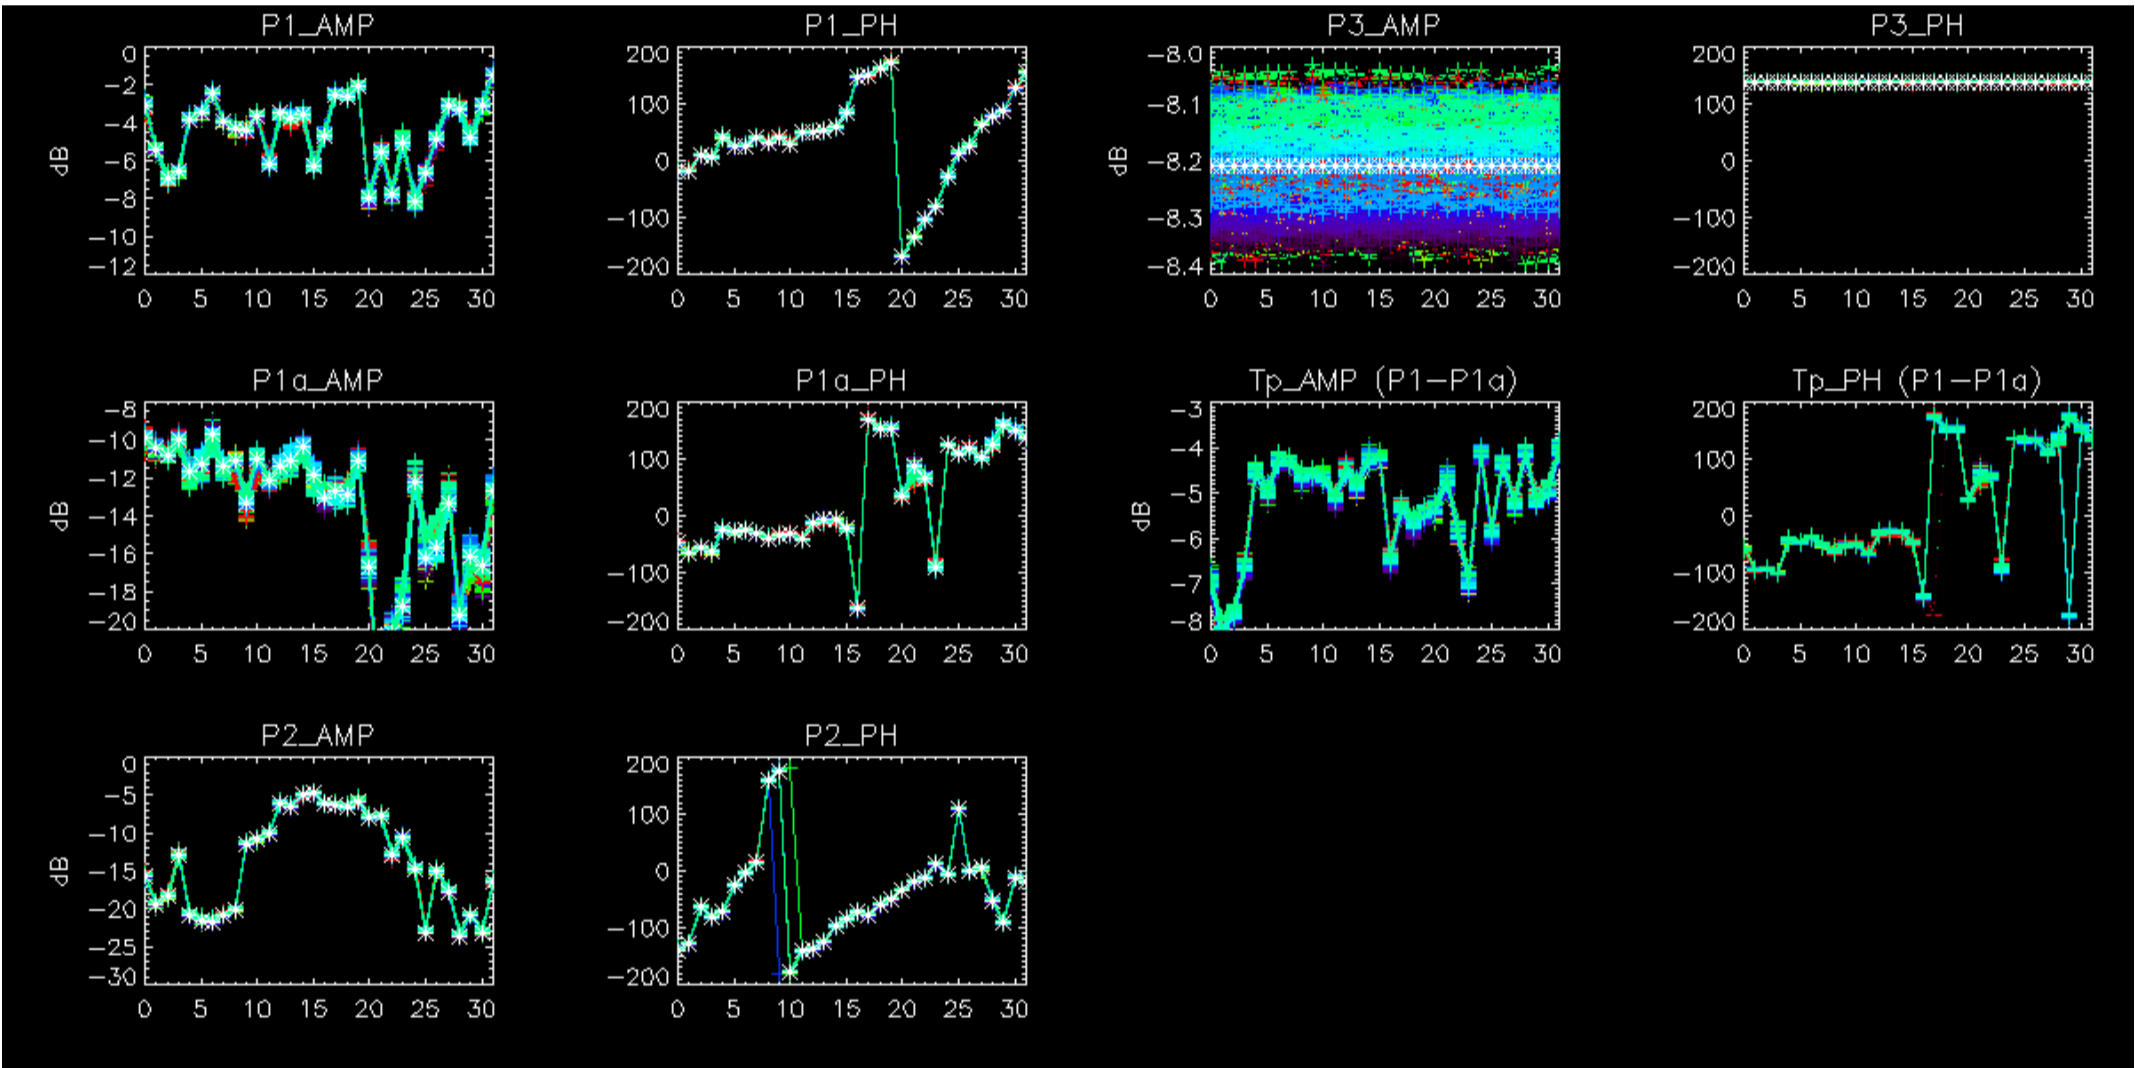 P1_AMP
0
−2
−4
−6
−8
−10
−12
dB
0 5 10 15 20 25 30
P1_PH
200
100
0
−100
−200
0 5 10 15 20 25 30
P3_AMP
−8.0
−8.1
−8.2
−8.3
−8.4
dB
0 5 10 15 20 25 30
P3_PH
200
100
0
−100
−200
0 5 10 15 20 25 30
P1a_AMP
−8
−10
−12
−14
−16
−18
−20
dB
0 5 10 15 20 25 30
P1a_PH
200
100
0
−100
−200
0 5 10 15 20 25 30
Tp_AMP (P1−P1a)
−3
−4
−5
−6
−7
−8
dB
0 5 10 15 20 25 30
Tp_PH (P1−P1a)
200
100
0
−100
−200
0 5 10 15 20 25 30
P2_AMP
0
−5
−10
−15
−20
−25
−30
dB
0 5 10 15 20 25 30
P2_PH
200
100
0
−100
−200
0 5 10 15 20 25 30